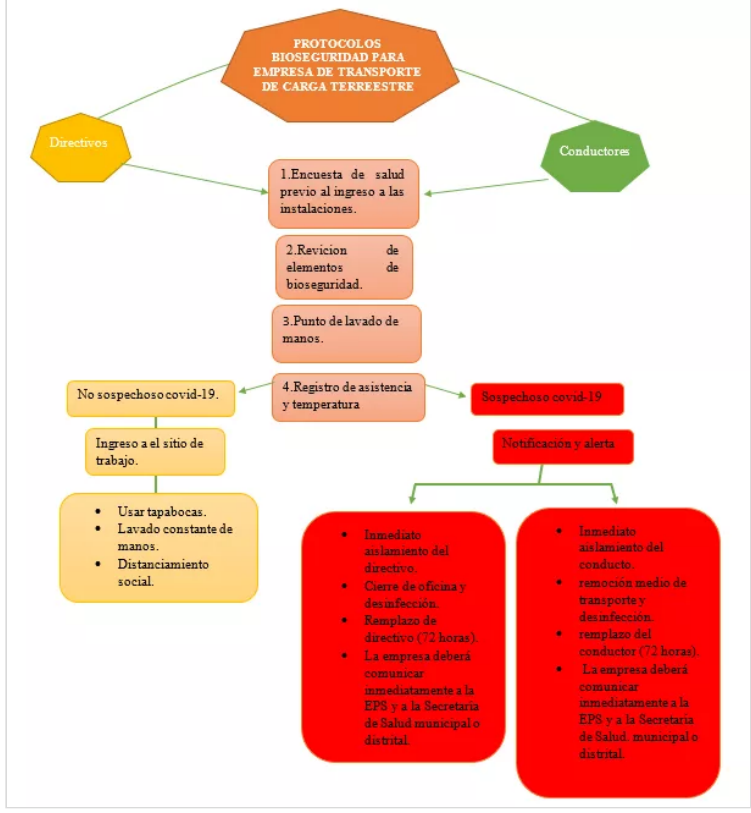 PROTOCOLOS
BIOSEGURIDAD PARA
EMPRESA DE TRANSPORTE
DE CARGA TERREESTRE
Directivos
Conductores
1.Encuesta de salud
previo al ingreso a las
instalaciones.
2.Revicion de
elementos de
bioseguridad.
3.Punto de lavado de
manos.
4.Registro de asistencia
y temperatura
No sospechoso covid-19.
Sospechoso covid-19
Ingreso a el sitio de
trabajo.
Notificación y alerta
• Usar tapabocas.
• Lavado constante de
manos.
• Distanciamiento
social.
• Inmediato
aislamiento del
directivo.
• Cierre de oficina y
desinfección.
• Remplazo de
directivo (72 horas).
• La empresa deberá
comunicar
inmediatamente a la
EPS y a la Secretaria
de Salud municipal o
distrital.
• Inmediato
aislamiento del
conducto.
• remoción medio de
transporte y
desinfección.
• remplazo del
conductor (72 horas).
• La empresa deberá
comunicar
inmediatamente a la
EPS y a la Secretaria
de Salud. municipal o
distrital.